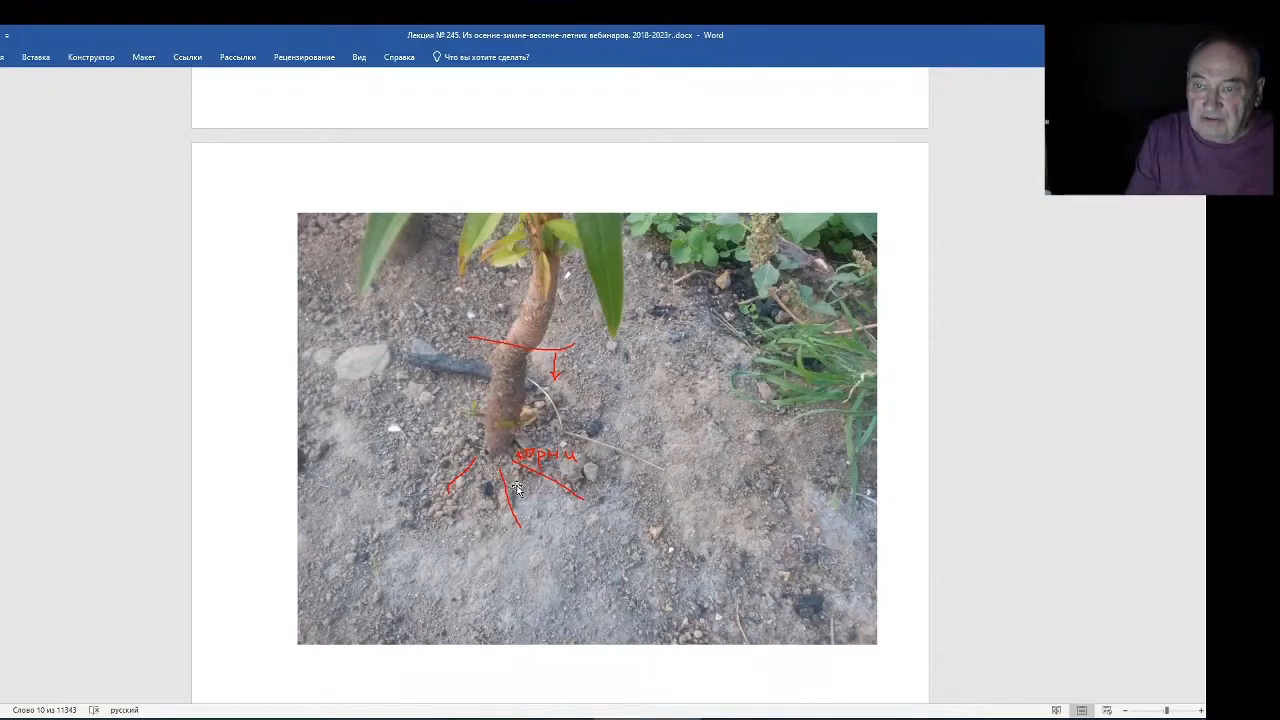 Лекция № 245. Из осенне-зимне-весенне-летних вебинаров. 2018-2023г..docx - Word
я Вставка Конструктор Макет Ссылки Рассылки Рецензирование Вид Справка Что вы хотите сделать?
корни
Слово 10 из 11343 русский